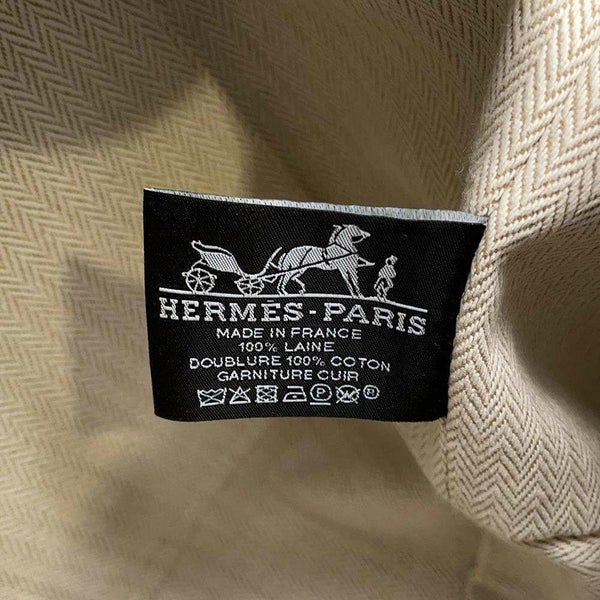 HERMÈS-PARIS
MADE IN FRANCE
100% LAINE
DOUBLURE 100% COTON
GARNITURE CUIR